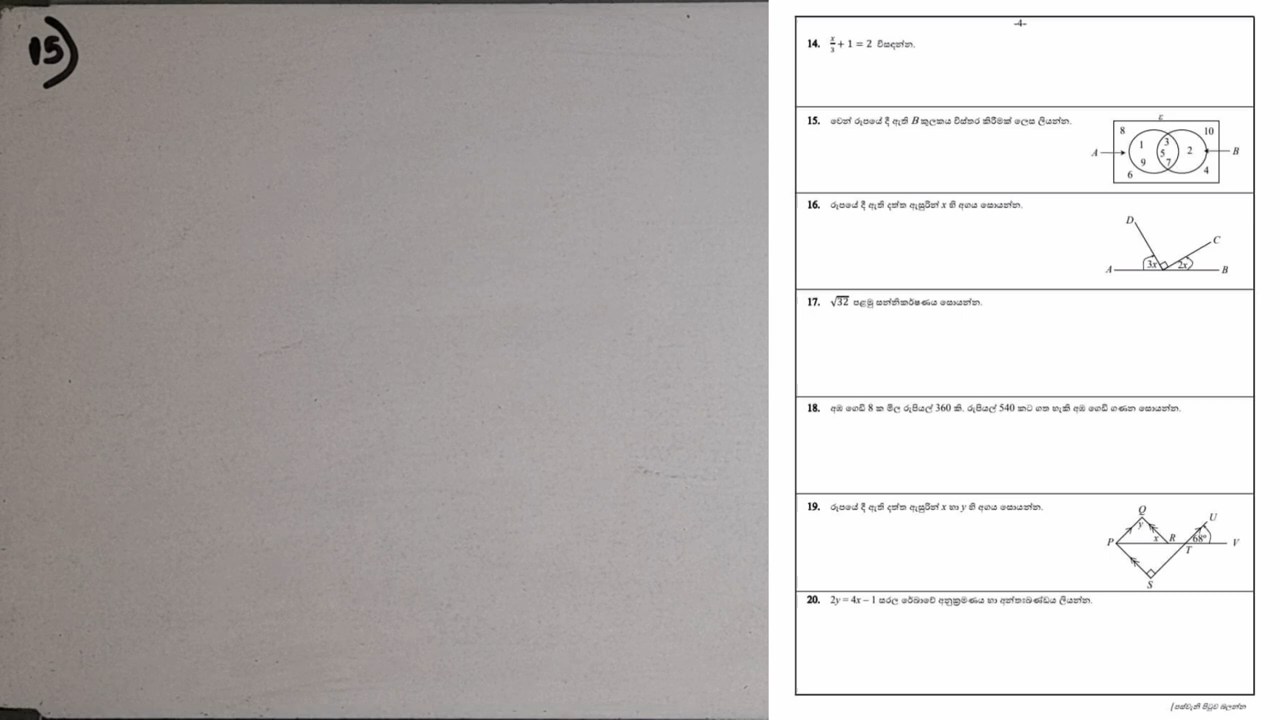 15)
-4-
14. x/3 + 1 = 2 විසඳන්න.
15. වෙන් රූපයේ දී ඇති B කුලකය විස්තර කිරීමක් ලෙස ලියන්න.
ε
8 10
1 3
A 5 2 B
9 7
6 4
16. රූපයේ දී ඇති දත්ත ඇසුරින් x හි අගය සොයන්න.
D
C
3x 2x
A B
17. √32 පළමු සන්නිකර්ෂණය සොයන්න.
18. අඹ ගෙඩි 8 ක මිල රුපියල් 360 කි. රුපියල් 540 කට ගත හැකි අඹ ගෙඩි ගණන සොයන්න.
19. රූපයේ දී ඇති දත්ත ඇසුරින් x හා y හි අගය සොයන්න.
Q
y U
P x R 68° V
T
S
20. 2y = 4x – 1 සරල රේඛාවේ අනුක්‍රමණය හා අන්තඃඛණ්ඩය ලියන්න.
[පස්වැනි පිටුව බලන්න